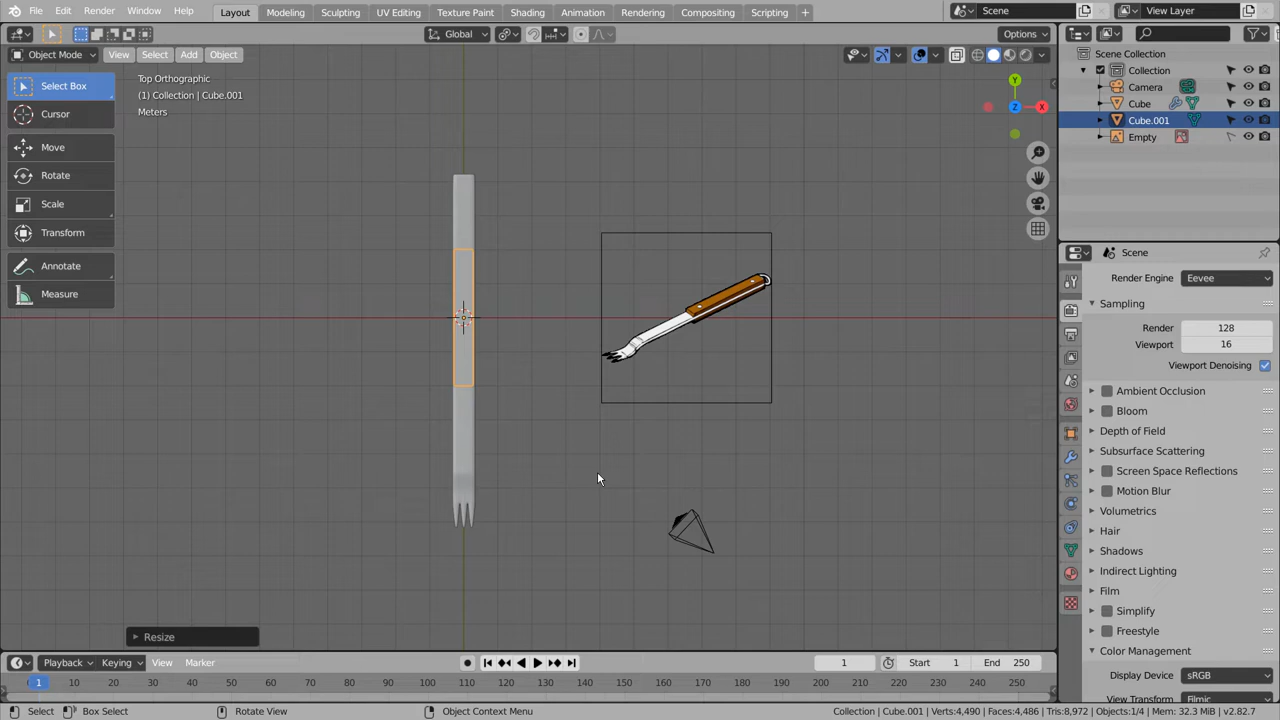 File Edit Render Window Help Layout Modeling Sculpting UV Editing Texture Paint Shading Animation Rendering Compositing Scripting + Scene View Layer
Global Options
Object Mode View Select Add Object
Select Box
Cursor
Move
Rotate
Scale
Transform
Annotate
Measure
Top Orthographic
(1) Collection | Cube.001
Meters
Y
Z
X
Resize
Scene Collection
Collection
Camera
Cube
Cube.001
Empty
Scene
Render Engine Eevee
Sampling
Render 128
Viewport 16
Viewport Denoising
Ambient Occlusion
Bloom
Depth of Field
Subsurface Scattering
Screen Space Reflections
Motion Blur
Volumetrics
Hair
Shadows
Indirect Lighting
Film
Simplify
Freestyle
Color Management
Display Device sRGB
View Transform Filmic
Playback Keying View Marker 1 Start 1 End 250
1 10 20 30 40 50 60 70 80 90 100 110 120 130 140 150 160 170 180 190 200 210 220 230 240 250
Select Box Select Rotate View Object Context Menu Collection | Cube.001 | Verts:4,490 | Faces:4,486 | Tris:8,972 | Objects:1/4 | Mem: 32.3 MiB | v2.82.7